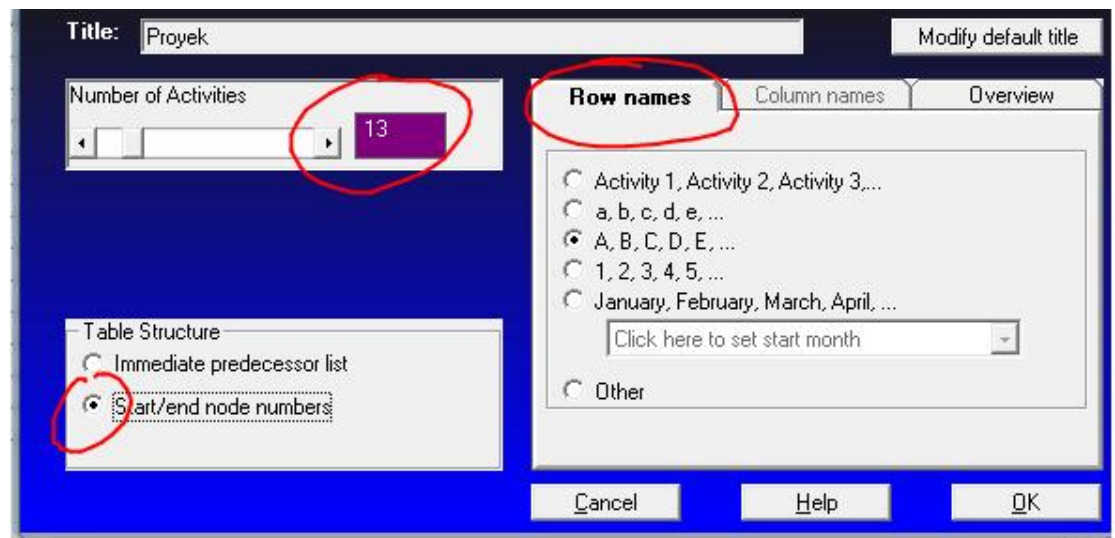 Title:
Proyek
Modify default title
Number of Activities
13
Row names
Column names
Overview
Activity 1, Activity 2, Activity 3,...
a, b, c, d, e, ...
A, B, C, D, E, ...
1, 2, 3, 4, 5, ...
January, February, March, April, ...
Click here to set start month
Other
Table Structure
Immediate predecessor list
Start/end node numbers
Cancel
Help
OK